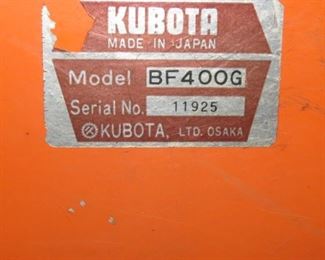 KUBOTA
MADE IN JAPAN
Model BF400G
Serial No. 11925
KUBOTA, LTD. OSAKA